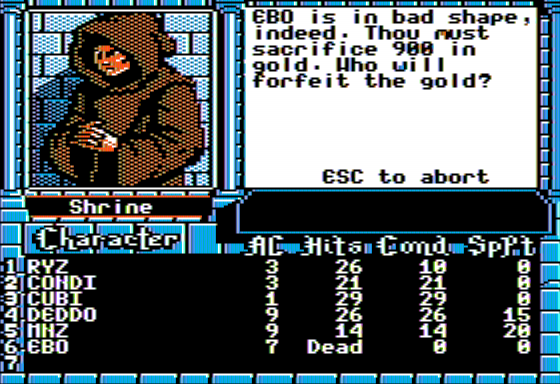 EBO is in bad shape,
indeed. Thou must
sacrifice 900 in
gold. Who will
forfeit the gold?
ESC to abort
Shrine
Character AC Hits Cond SpPt
1 RYZ 3 26 10 0
2 CONDI 3 21 21 0
3 CUBI 1 29 29 0
4 DEDDO 9 26 26 15
5 MNZ 9 14 14 20
6 EBO 7 Dead 0 0
7